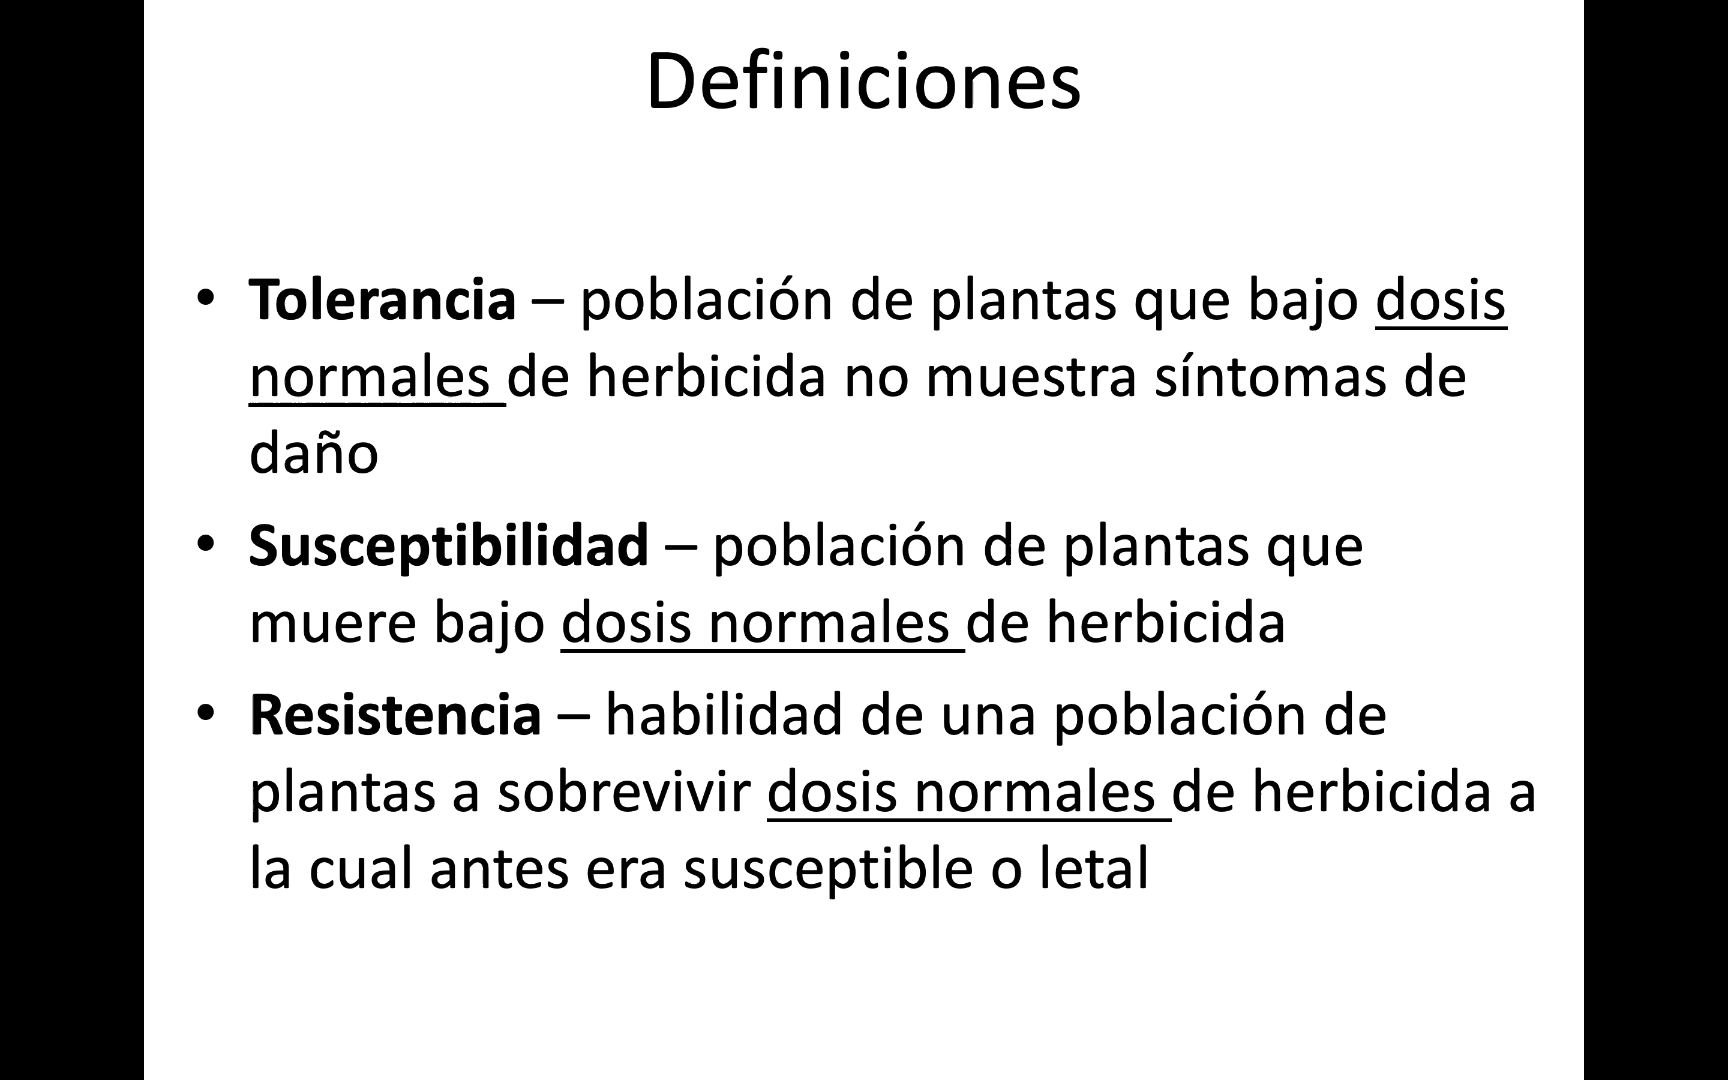 Definiciones
• Tolerancia – población de plantas que bajo dosis
normales de herbicida no muestra síntomas de
daño
• Susceptibilidad – población de plantas que
muere bajo dosis normales de herbicida
• Resistencia – habilidad de una población de
plantas a sobrevivir dosis normales de herbicida a
la cual antes era susceptible o letal